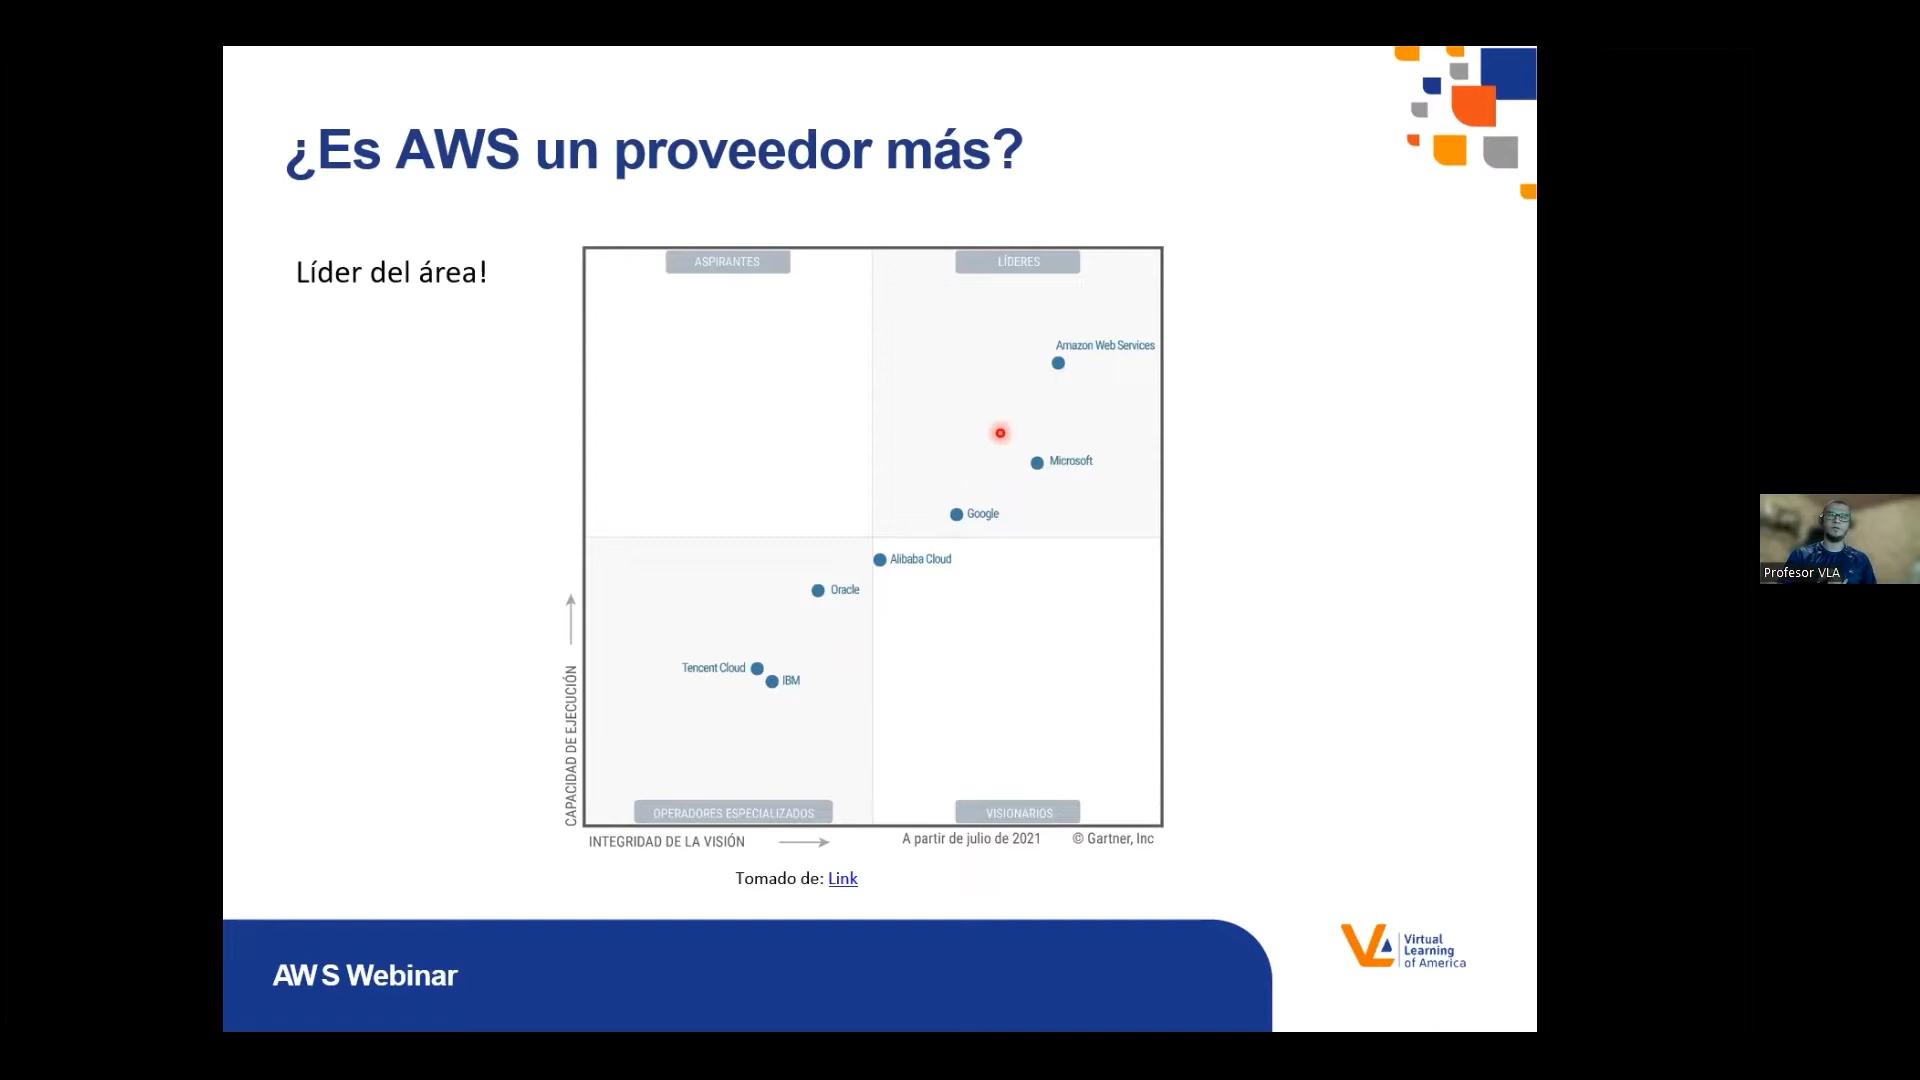 ¿Es AWS un proveedor más?
Líder del área!
ASPIRANTES
LÍDERES
Amazon Web Services
Microsoft
Google
Alibaba Cloud
Oracle
Tencent Cloud
IBM
CAPACIDAD DE EJECUCIÓN
OPERADORES ESPECIALIZADOS
VISIONARIOS
INTEGRIDAD DE LA VISIÓN
A partir de julio de 2021
© Gartner, Inc
Tomado de: Link
AWS Webinar
VLA
Virtual
Learning
of America
Profesor VLA